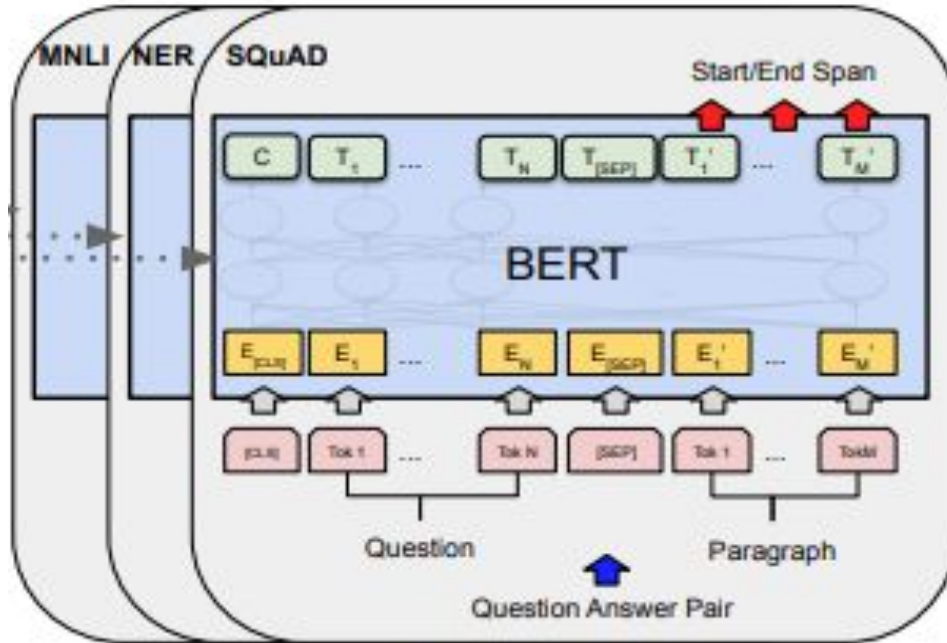 MNLI NER SQuAD
Start/End Span
C T1 ... TN T[SEP] T1' ... TM'
BERT
E[CLS] E1 ... EN E[SEP] E1' ... EM'
[CLS] Tok 1 ... Tok N [SEP] Tok 1 ... TokM
Question Paragraph
Question Answer Pair